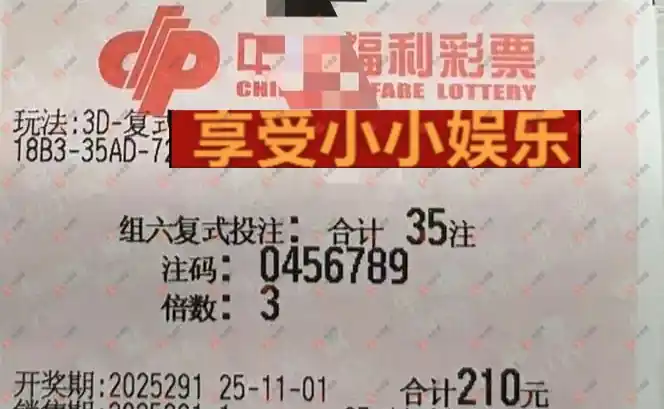 中 福利彩票
CHI FARE LOTTERY
玩法:3D-复式
享受小小娱乐
18B3-35AD-72
组六复式投注: 合计 35注
注码: 0456789
倍数: 3
开奖期:2025291 25-11-01 合计210元